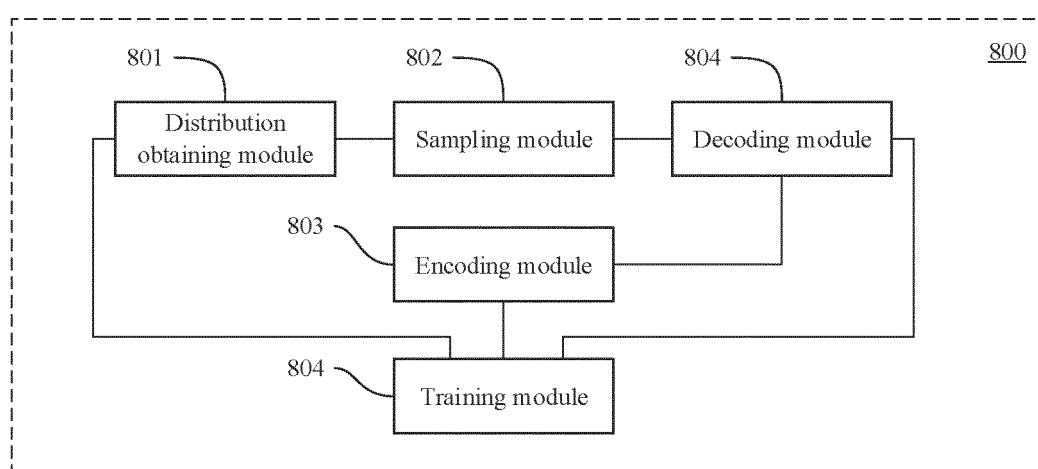 800
801
802
804
Distribution
obtaining module
Sampling module
Decoding module
803
Encoding module
804
Training module